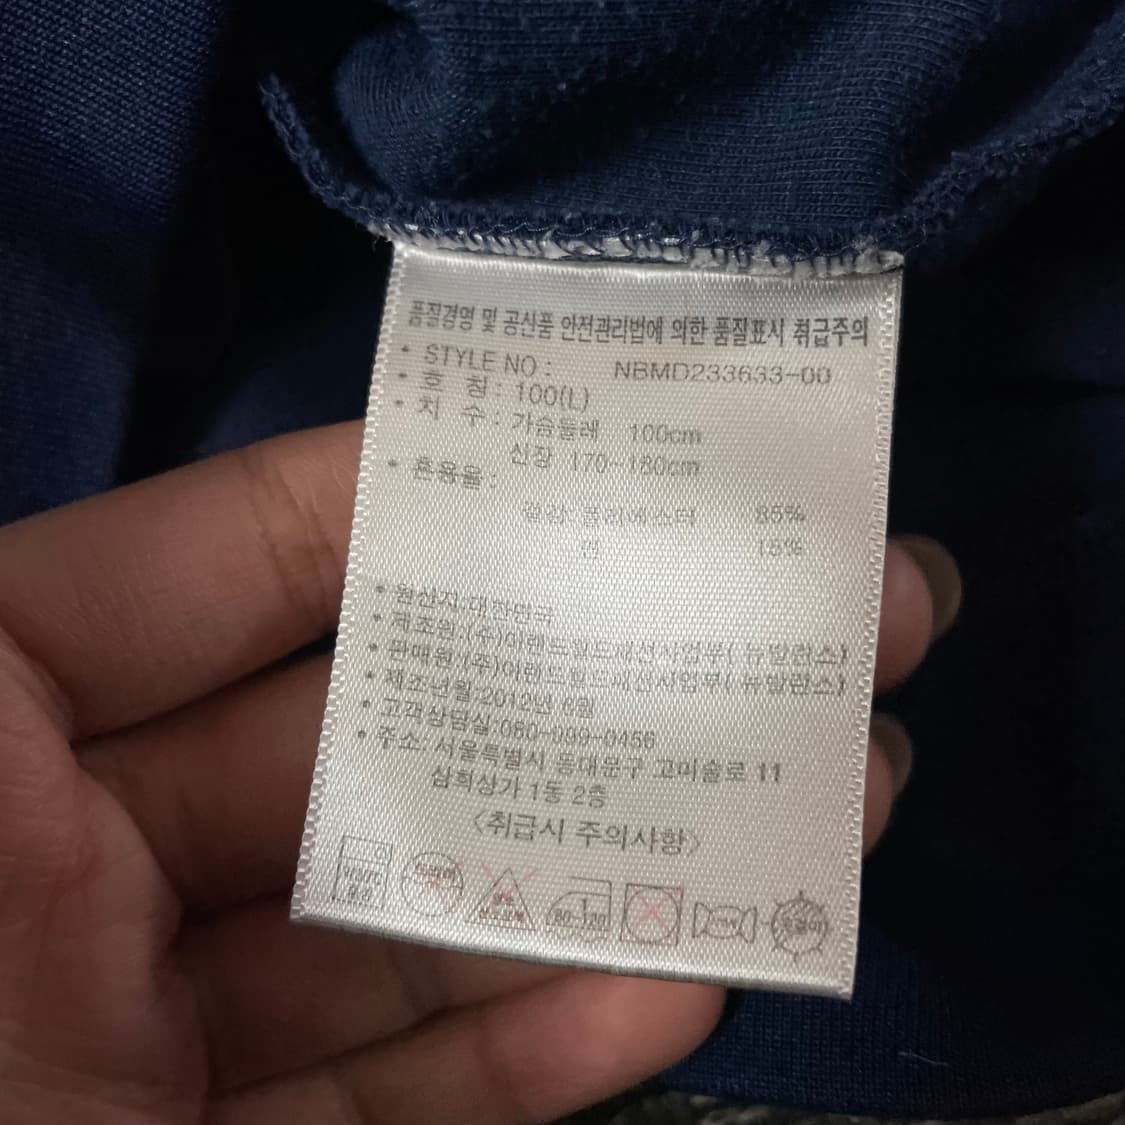 품질경영 및 공산품 안전관리법에 의한 품질표시 취급주의
• STYLE NO : NBMD233633-00
• 호 칭 : 100(L)
• 치 수 : 가슴둘레 100cm
신장 170~180cm
• 혼용율 :
겉감: 폴리에스터 85%
면 15%
• 원산지:대한민국
• 제조원:(주)이랜드월드패션사업부( 뉴발란스)
• 판매원:(주)이랜드월드패션사업부( 뉴발란스)
• 제조년월:2012년 6월
• 고객상담실:080-999-0456
• 주소: 서울특별시 동대문구 고미술로 11
삼희상가 1동 2층
<취급시 주의사항>
80~120